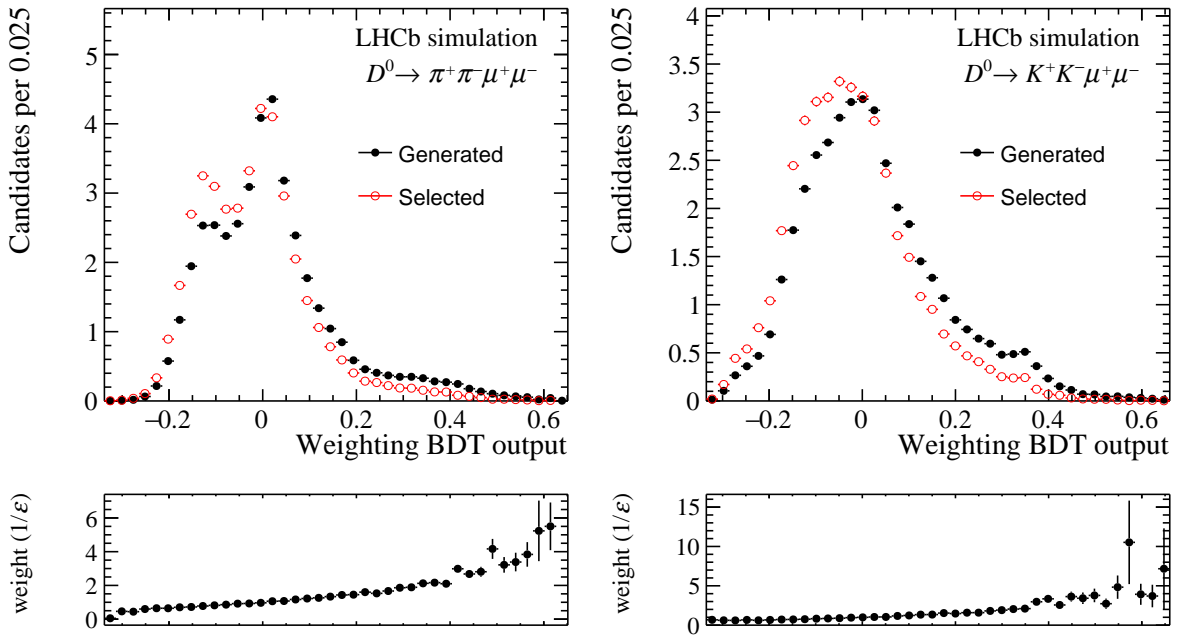 LHCb simulation
D⁰→ π⁺π⁻μ⁺μ⁻
Candidates per 0.025
5
4
3
2
1
0
Generated
Selected
−0.2 0 0.2 0.4 0.6
Weighting BDT output
LHCb simulation
D⁰→ K⁺K⁻μ⁺μ⁻
Candidates per 0.025
4
3.5
3
2.5
2
1.5
1
0.5
0
Generated
Selected
−0.2 0 0.2 0.4 0.6
Weighting BDT output
weight (1/ε)
6
4
2
0
weight (1/ε)
15
10
5
0